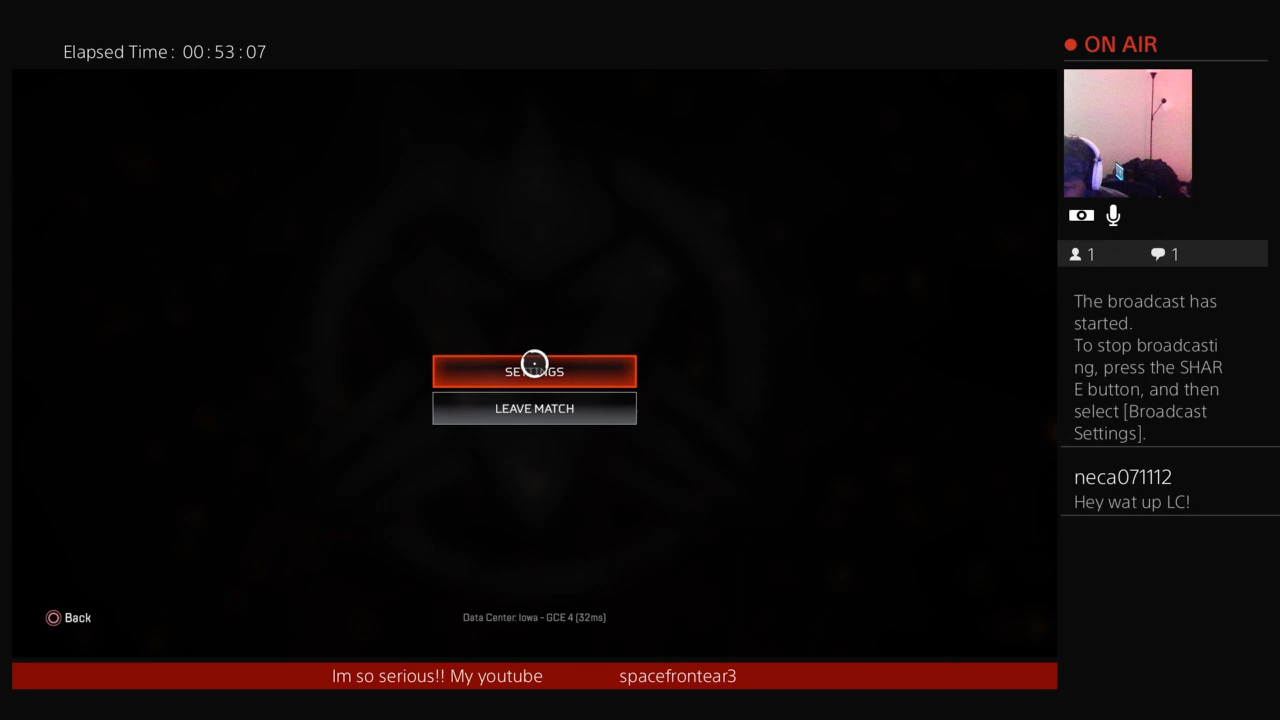 Elapsed Time: 00:53:07
ON AIR
1 1
The broadcast has
started.
To stop broadcasti
ng, press the SHAR
E button, and then
select [Broadcast
Settings].
neca071112
Hey wat up LC!
SETTINGS
LEAVE MATCH
Back
Data Center: Iowa - GCE 4 (32ms)
Im so serious!! My youtube spacefrontear3